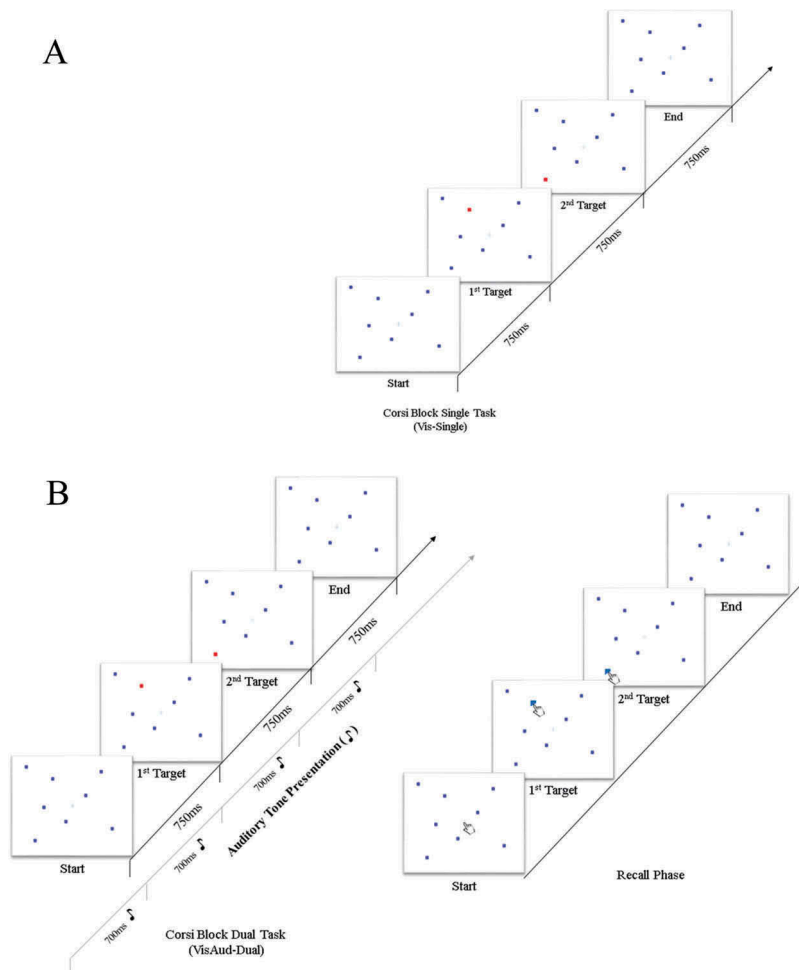 A
End
750ms
2nd Target
750ms
1st Target
750ms
Start
Corsi Block Single Task
(Vis-Single)
B
End
750ms
2nd Target
750ms
700ms
1st Target
700ms
Auditory Tone Presentation (♪)
750ms
700ms
Start
700ms
Corsi Block Dual Task
(VisAud-Dual)
End
2nd Target
1st Target
Start
Recall Phase